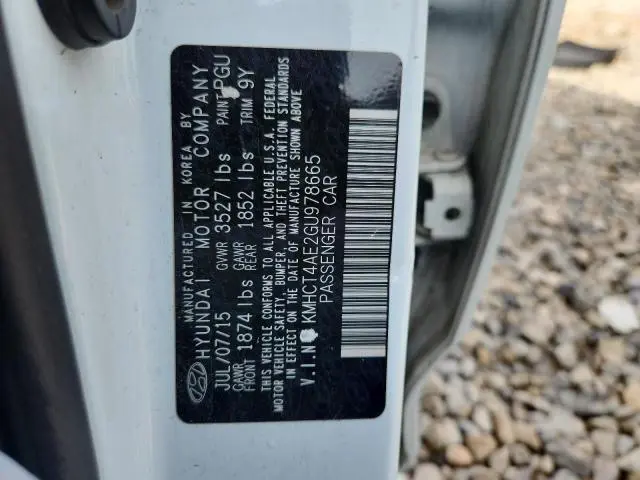 MANUFACTURED IN KOREA BY
HYUNDAI MOTOR COMPANY
JUL/07/15 GVWR 3527 lbs PAINT PGU
GAWR FRONT 1874 lbs GAWR REAR 1852 lbs TRIM 9Y
THIS VEHICLE CONFORMS TO ALL APPLICABLE U.S.A. FEDERAL
MOTOR VEHICLE SAFETY, BUMPER, AND THEFT PREVENTION STANDARDS
IN EFFECT ON THE DATE OF MANUFACTURE SHOWN ABOVE
V.I.N KMHCT4AE2GU978665
PASSENGER CAR